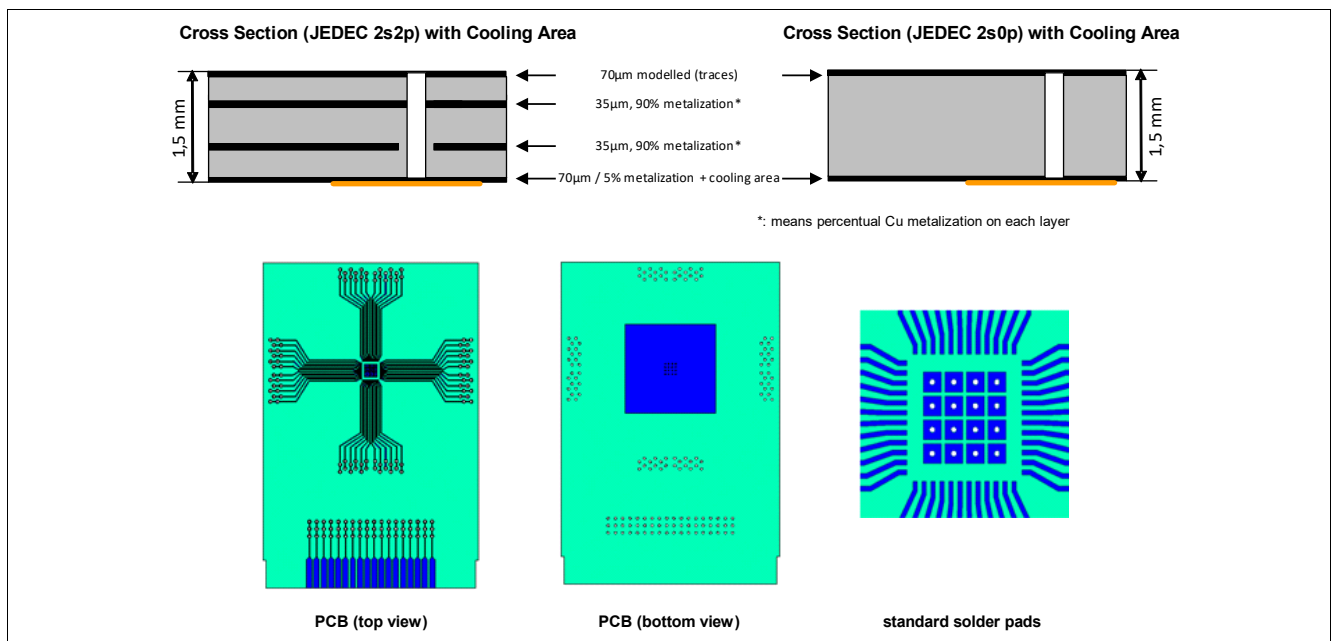 Cross Section (JEDEC 2s2p) with Cooling Area
Cross Section (JEDEC 2s0p) with Cooling Area
1,5 mm
70µm modelled (traces)
35µm, 90% metalization*
35µm, 90% metalization*
70µm / 5% metalization + cooling area
1,5 mm
*: means percentual Cu metalization on each layer
PCB (top view)
PCB (bottom view)
standard solder pads